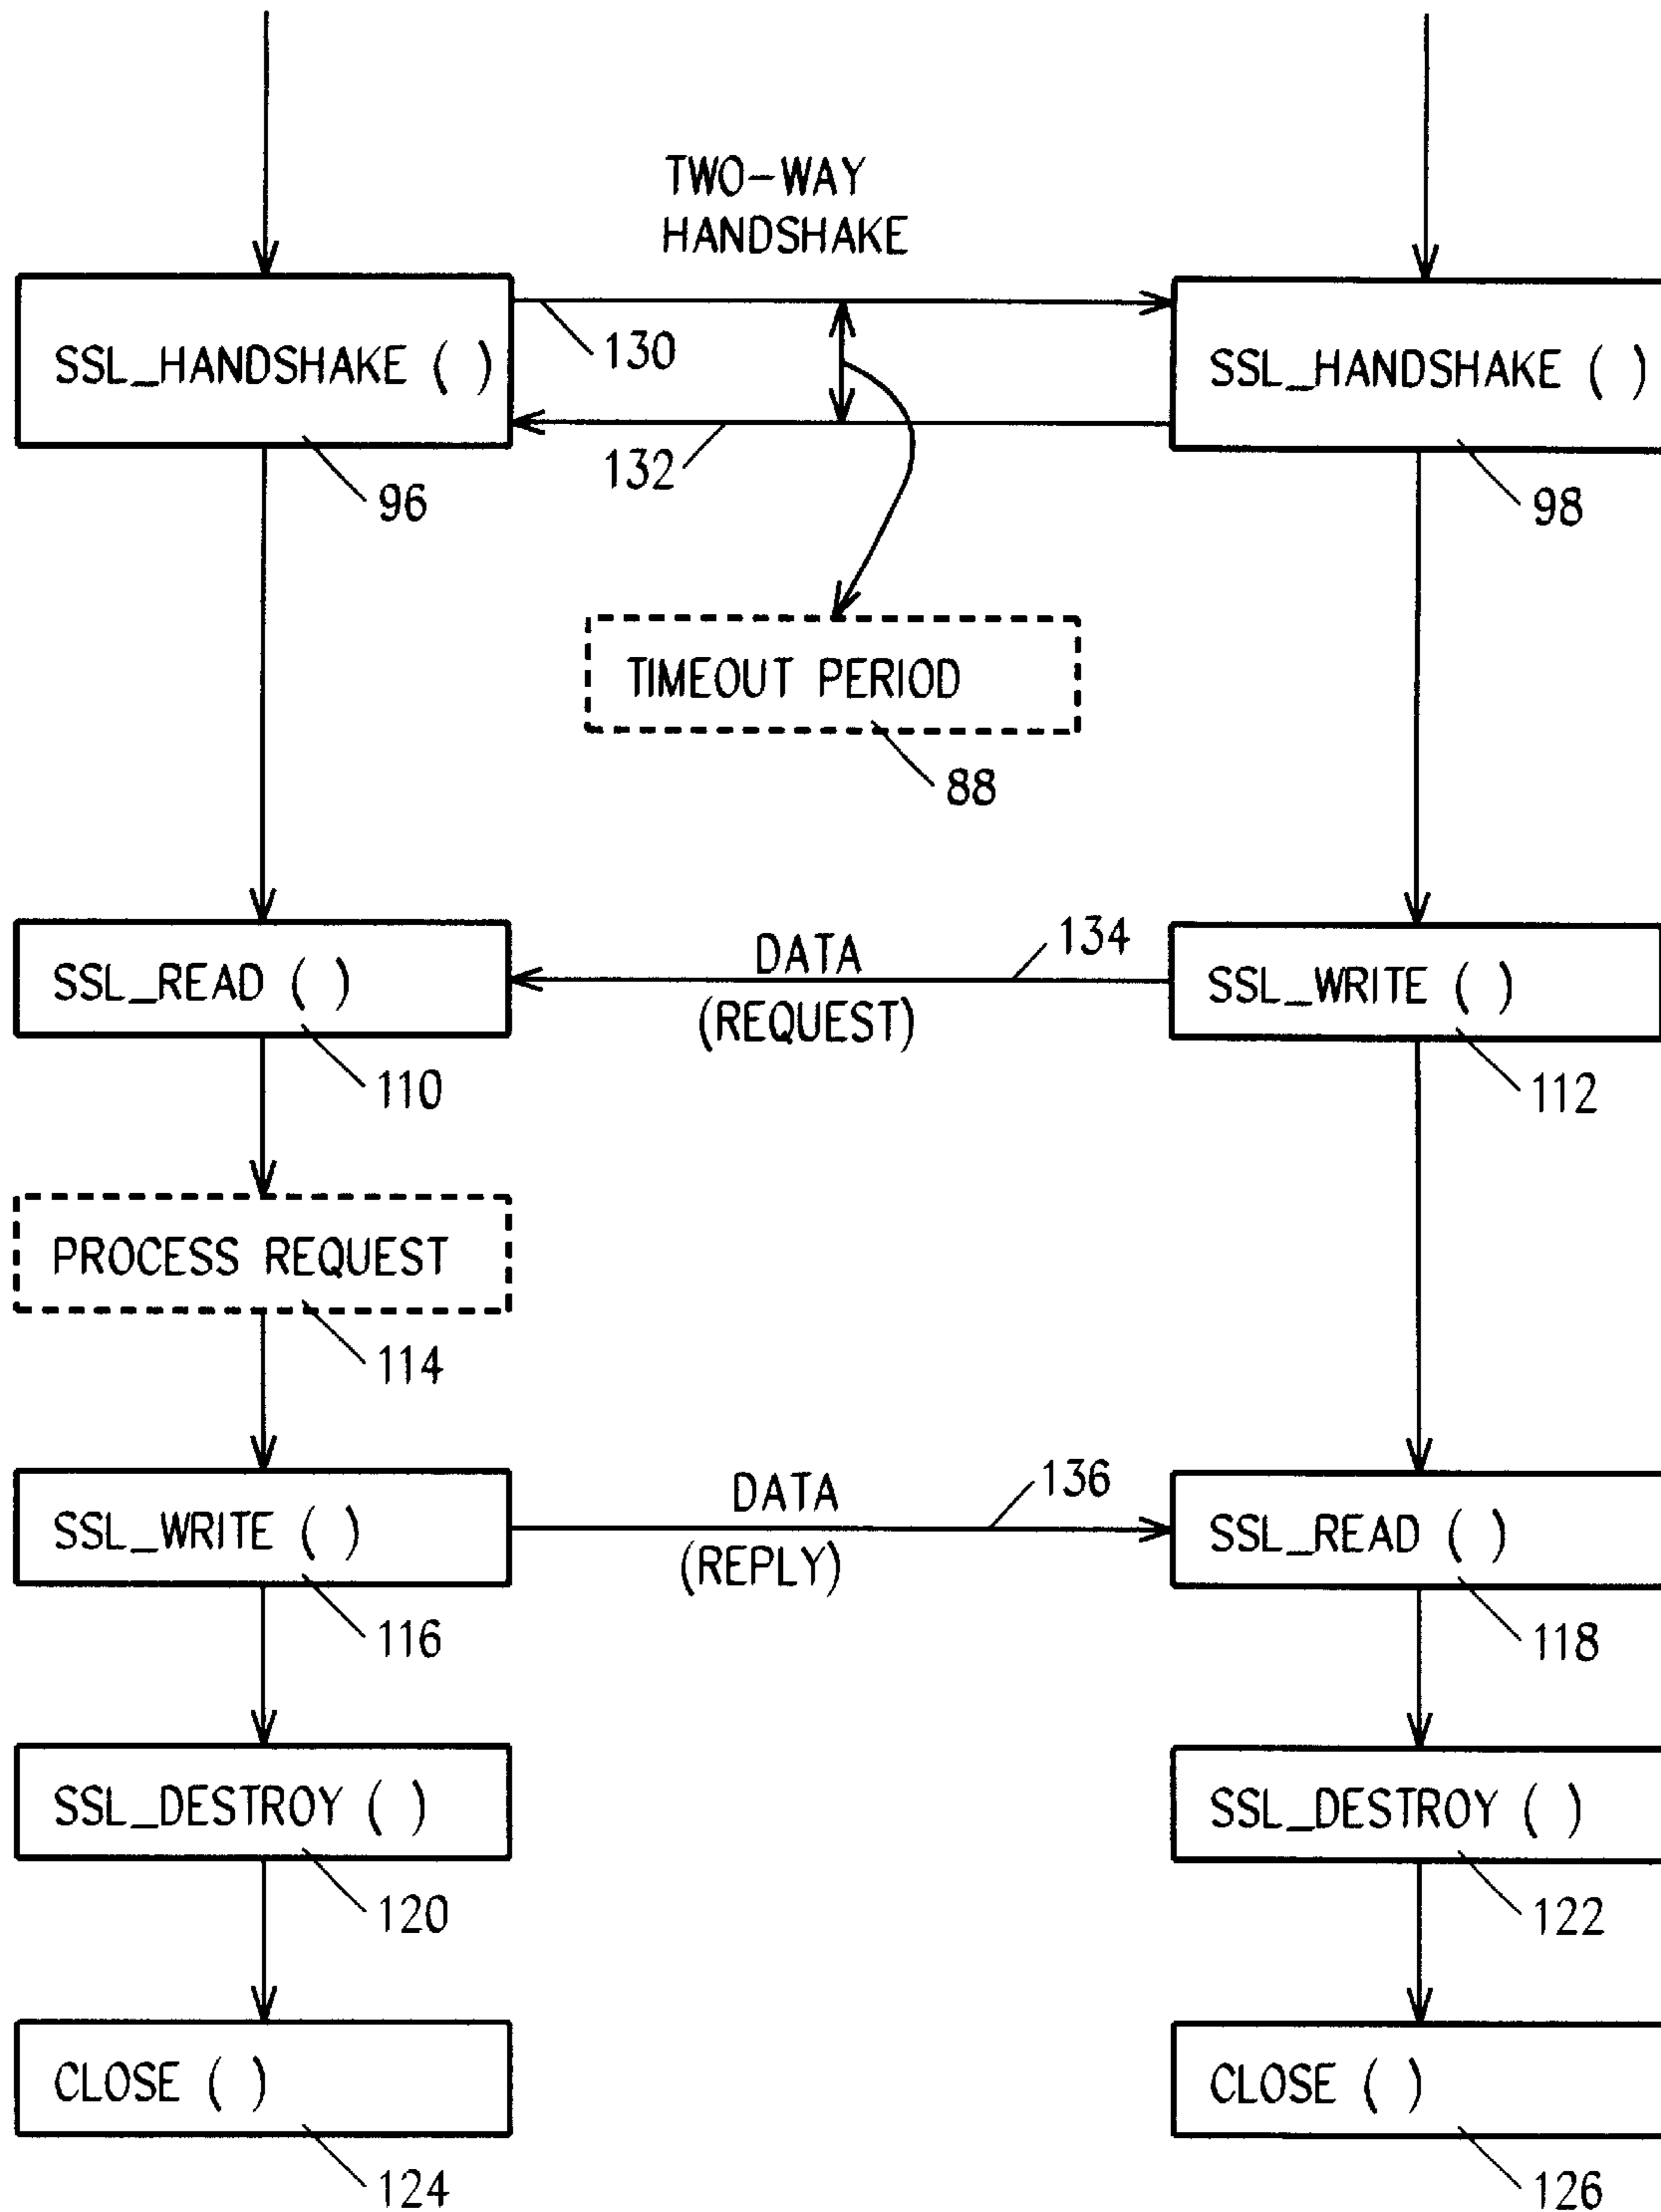 TWO-WAY
HANDSHAKE
SSL_HANDSHAKE ( )
130
SSL_HANDSHAKE ( )
132
96
98
TIMEOUT PERIOD
88
SSL_READ ( )
DATA
(REQUEST)
134
SSL_WRITE ( )
110
112
PROCESS REQUEST
114
SSL_WRITE ( )
DATA
(REPLY)
136
SSL_READ ( )
116
118
SSL_DESTROY ( )
SSL_DESTROY ( )
120
122
CLOSE ( )
CLOSE ( )
124
126